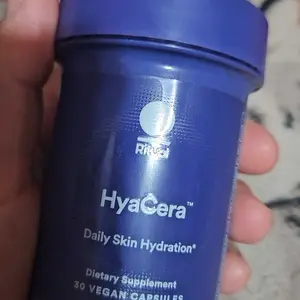 Ritual
HyaCera™
Daily Skin Hydration*
Dietary Supplement
30 VEGAN CAPSULES